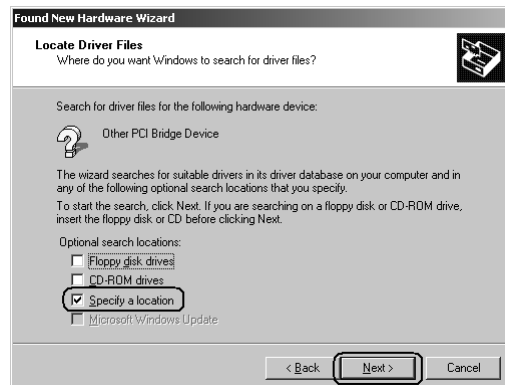 Found New Hardware Wizard
Locate Driver Files
Where do you want Windows to search for driver files?
Search for driver files for the following hardware device:
Other PCI Bridge Device
The wizard searches for suitable drivers in its driver database on your computer and in
any of the following optional search locations that you specify.
To start the search, click Next. If you are searching on a floppy disk or CD-ROM drive,
insert the floppy disk or CD before clicking Next.
Optional search locations:
Floppy disk drives
CD-ROM drives
Specify a location
Microsoft Windows Update
< Back Next > Cancel